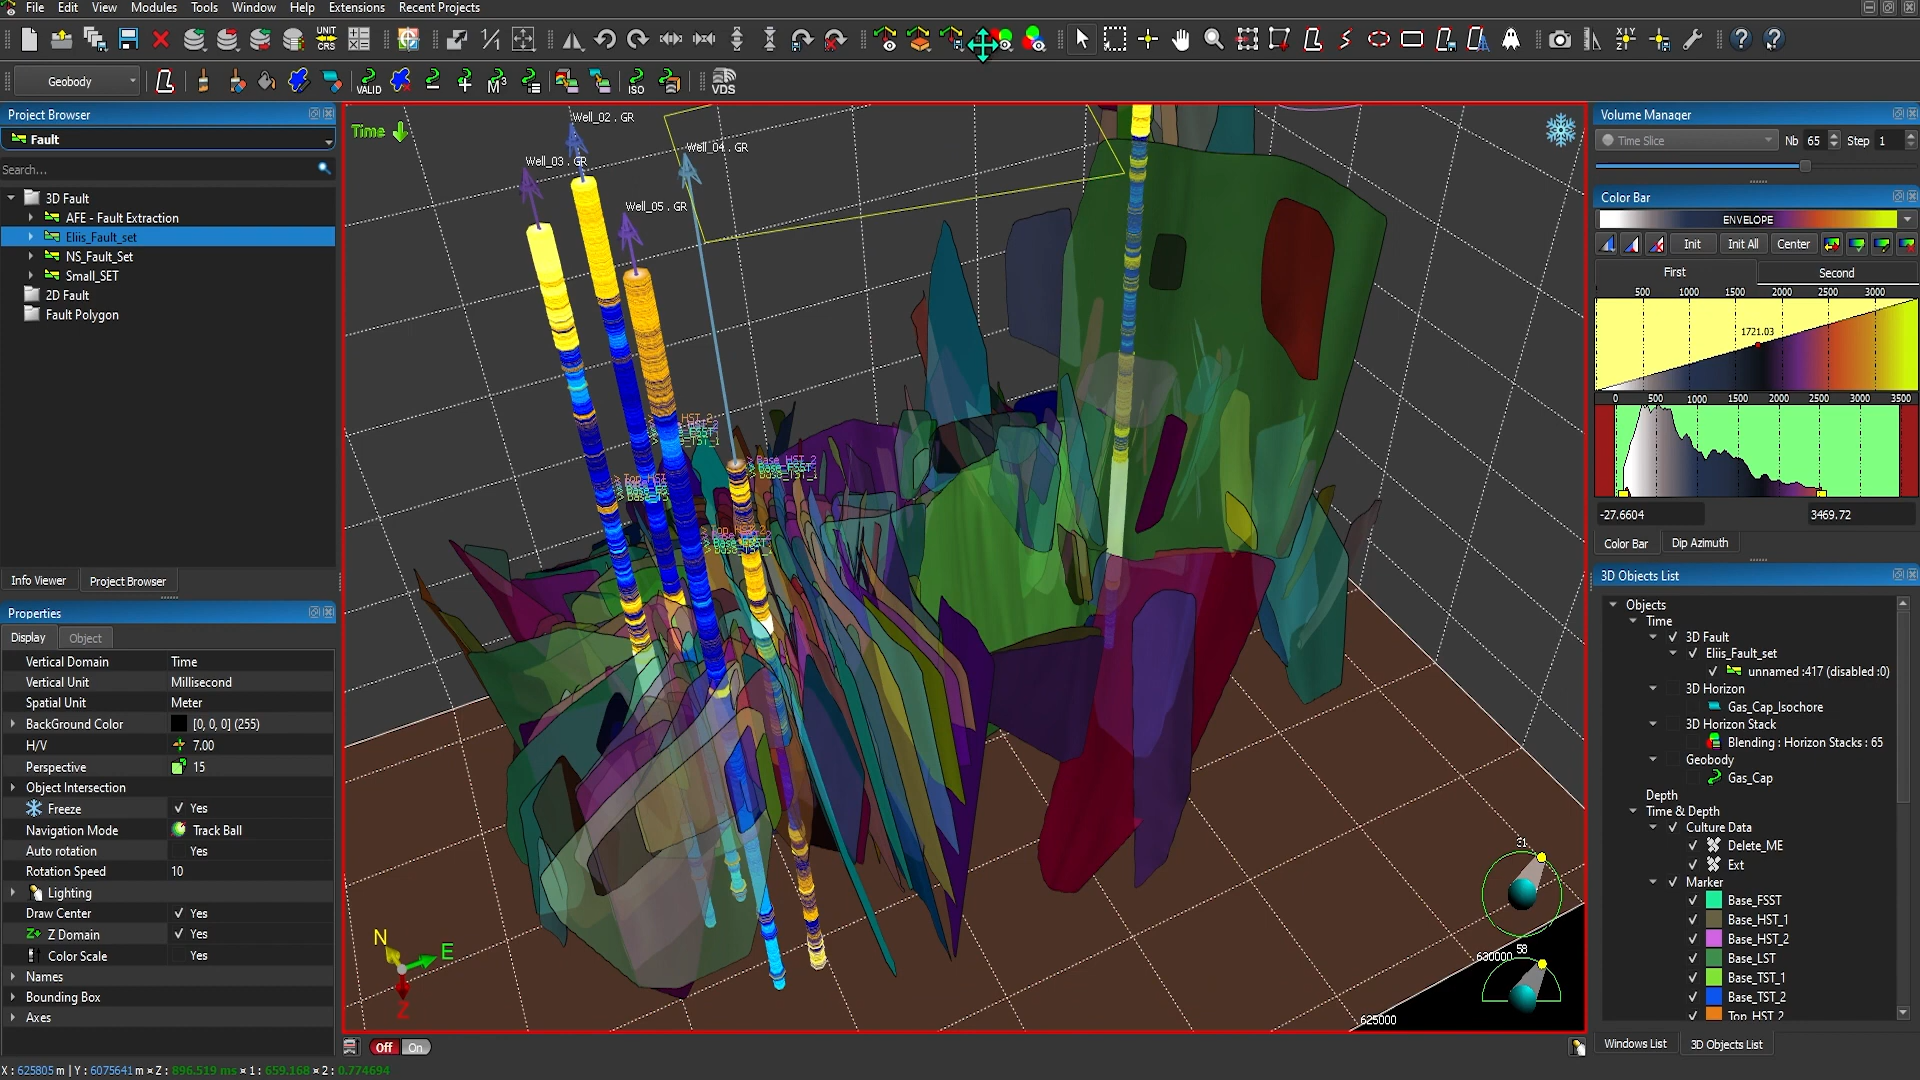 File Edit View Modules Tools Window Help Extensions Recent Projects
UNIT CRS
Geobody
VALID
M³
ISO
VDS
Project Browser
Fault
Search...
3D Fault
AFE - Fault Extraction
Eliis_Fault_set
NS_Fault_Set
Small_SET
2D Fault
Fault Polygon
Info Viewer Project Browser
Properties
Display Object
Vertical Domain Time
Vertical Unit Millisecond
Spatial Unit Meter
BackGround Color [0, 0, 0] (255)
H/V 7.00
Perspective 15
Object Intersection
Freeze Yes
Navigation Mode Track Ball
Auto rotation Yes
Rotation Speed 10
Lighting
Draw Center Yes
Z Domain Yes
Color Scale Yes
Names
Bounding Box
Axes
X : 625805 m | Y : 6075641 m × Z : 896.519 ms × 1 : 659.168 × 2 : 0.774694
Time
Well_02 . GR
Well_04 . GR
Well_03 . GR
Well_05 . GR
Base_HST_2
N
E
Z
31
58
630000
625000
Off On
Volume Manager
Time Slice Nb 65 Step 1
Color Bar
ENVELOPE
Init Init All Center
First Second
500 1000 1500 2000 2500 3000
1721.03
0 500 1000 1500 2000 2500 3000 3500
-27.6604 3469.72
Color Bar Dip Azimuth
3D Objects List
Objects
Time
3D Fault
Eliis_Fault_set
unnamed :417 (disabled :0)
3D Horizon
Gas_Cap_Isochore
3D Horizon Stack
Blending : Horizon Stacks : 65
Geobody
Gas_Cap
Depth
Time & Depth
Culture Data
Delete_ME
Ext
Marker
Base_FSST
Base_HST_1
Base_HST_2
Base_LST
Base_TST_1
Base_TST_2
Top_HST_2
Windows List 3D Objects List